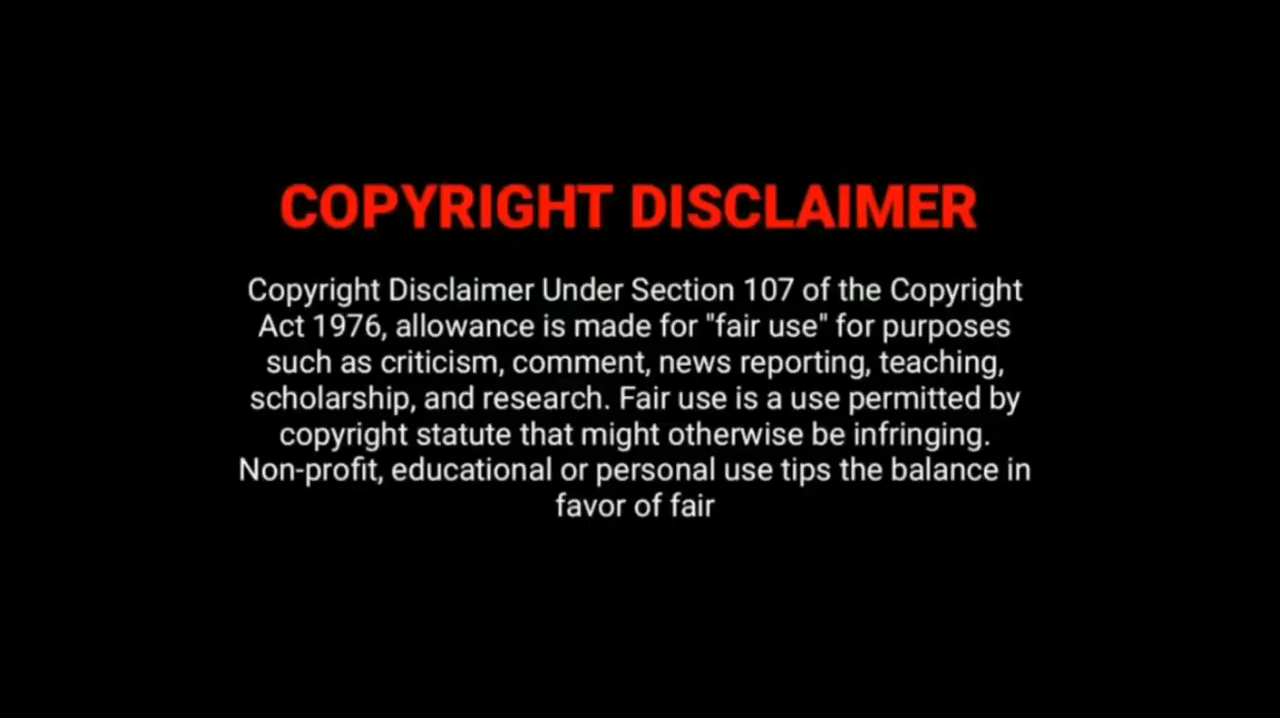 COPYRIGHT DISCLAIMER
Copyright Disclaimer Under Section 107 of the Copyright
Act 1976, allowance is made for "fair use" for purposes
such as criticism, comment, news reporting, teaching,
scholarship, and research. Fair use is a use permitted by
copyright statute that might otherwise be infringing.
Non-profit, educational or personal use tips the balance in
favor of fair